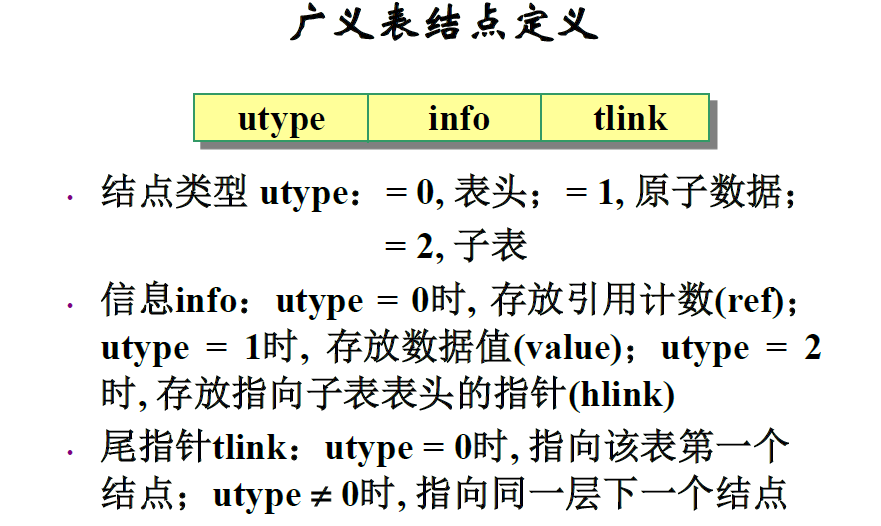 广义表结点定义
utype info tlink
· 结点类型 utype：= 0, 表头；= 1, 原子数据；
= 2, 子表
· 信息info：utype = 0时, 存放引用计数(ref)；
utype = 1时, 存放数据值(value)；utype = 2
时, 存放指向子表表头的指针(hlink)
· 尾指针tlink：utype = 0时, 指向该表第一个
结点；utype ≠ 0时, 指向同一层下一个结点